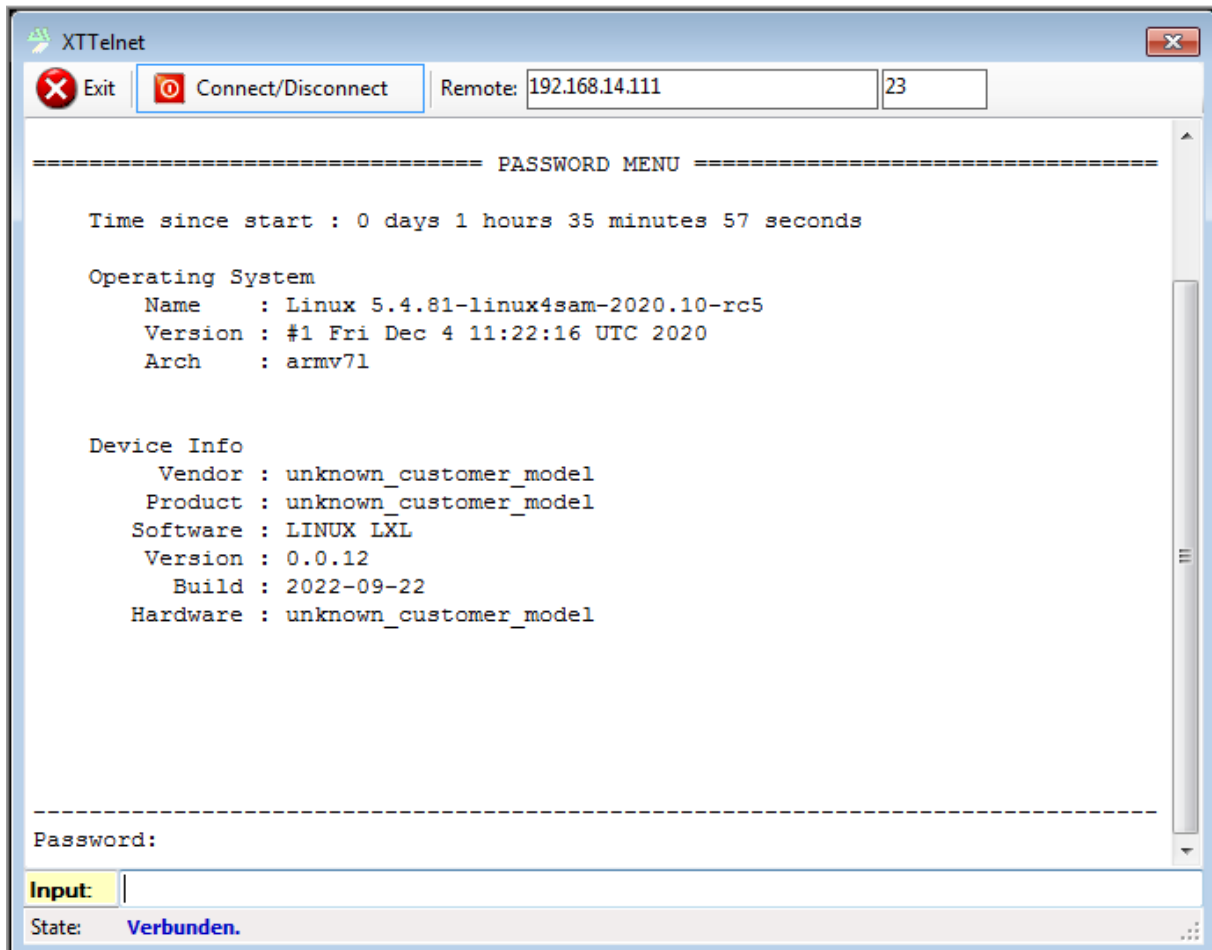 XTTelnet
Exit Connect/Disconnect Remote: 192.168.14.111 23
================================ PASSWORD MENU =================================
Time since start : 0 days 1 hours 35 minutes 57 seconds
Operating System
Name : Linux 5.4.81-linux4sam-2020.10-rc5
Version : #1 Fri Dec 4 11:22:16 UTC 2020
Arch : armv7l
Device Info
Vendor : unknown_customer_model
Product : unknown_customer_model
Software : LINUX LXL
Version : 0.0.12
Build : 2022-09-22
Hardware : unknown_customer_model
--------------------------------------------------------------------------------
Password:
Input:
State: Verbunden.